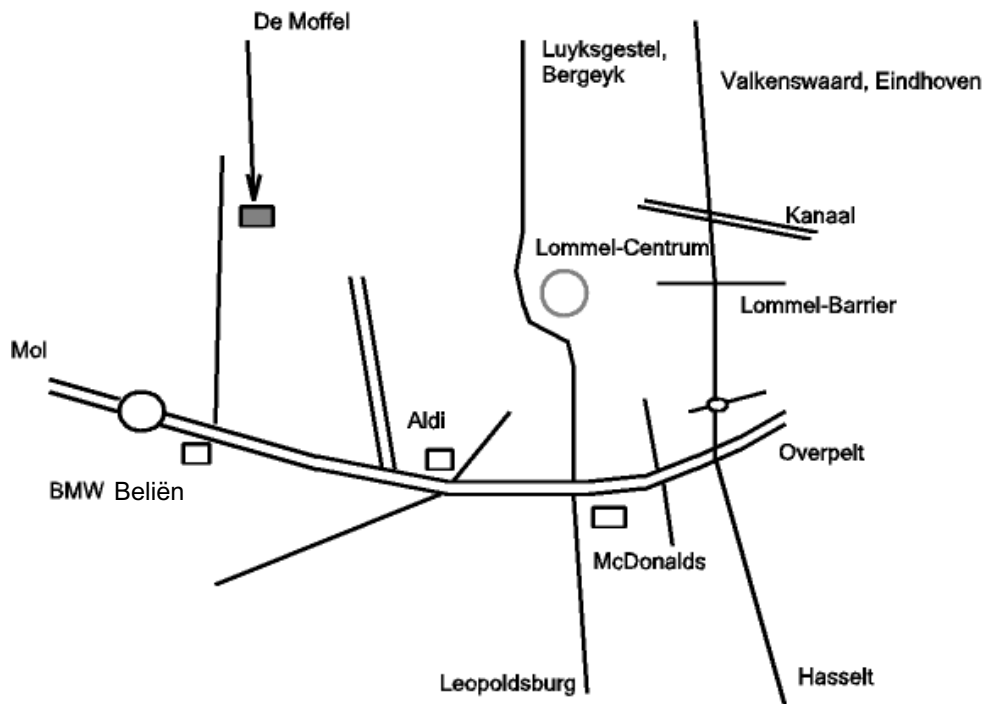 De Moffel
Luyksgestel,
Bergeyk
Valkenswaard, Eindhoven
Kanaal
Lommel-Centrum
Lommel-Barrier
Mol
Aldi
Overpelt
BMW Beliën
McDonalds
Leopoldsburg
Hasselt